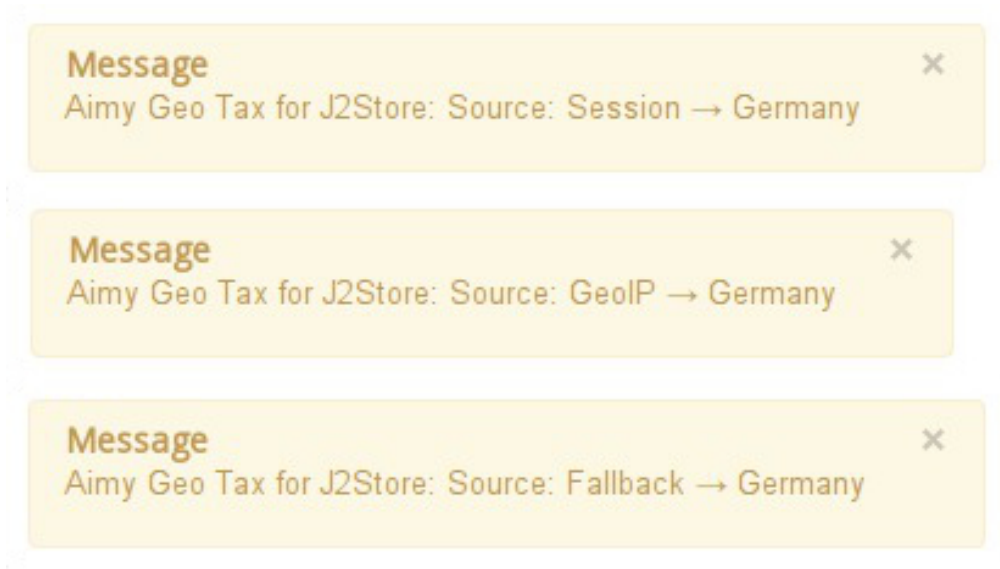 Message
Aimy Geo Tax for J2Store: Source: Session → Germany
Message
Aimy Geo Tax for J2Store: Source: GeoIP → Germany
Message
Aimy Geo Tax for J2Store: Source: Fallback → Germany